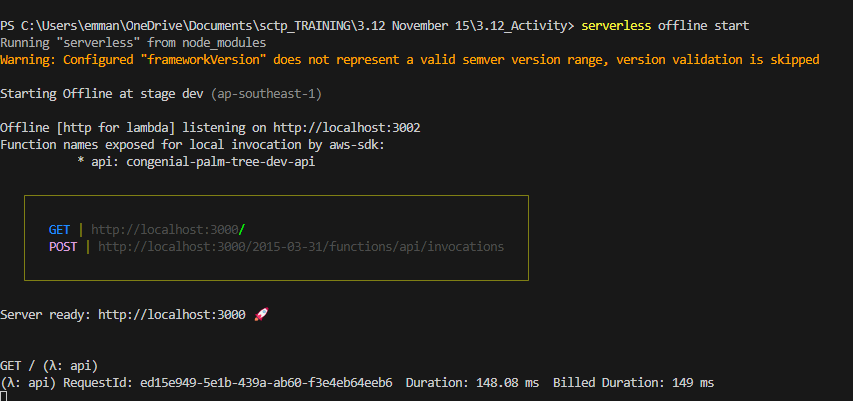 PS C:\Users\emman\OneDrive\Documents\sctp_TRAINING\3.12 November 15\3.12_Activity> serverless offline start
Running "serverless" from node_modules
Warning: Configured "frameworkVersion" does not represent a valid semver version range, version validation is skipped
Starting Offline at stage dev (ap-southeast-1)
Offline [http for lambda] listening on http://localhost:3002
Function names exposed for local invocation by aws-sdk:
* api: congenial-palm-tree-dev-api
GET | http://localhost:3000/
POST | http://localhost:3000/2015-03-31/functions/api/invocations
Server ready: http://localhost:3000 🚀
GET / (λ: api)
(λ: api) RequestId: ed15e949-5e1b-439a-ab60-f3e4eb64eeb6  Duration: 148.08 ms  Billed Duration: 149 ms